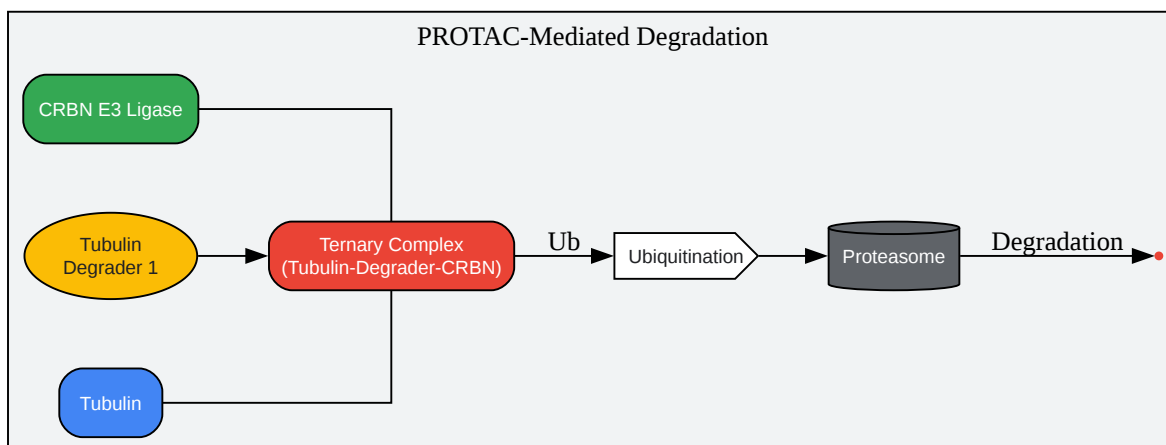 PROTAC-Mediated Degradation
CRBN E3 Ligase
Tubulin
Degrader 1
Ternary Complex
(Tubulin-Degrader-CRBN)
Ub
Ubiquitination
Proteasome
Degradation
Tubulin